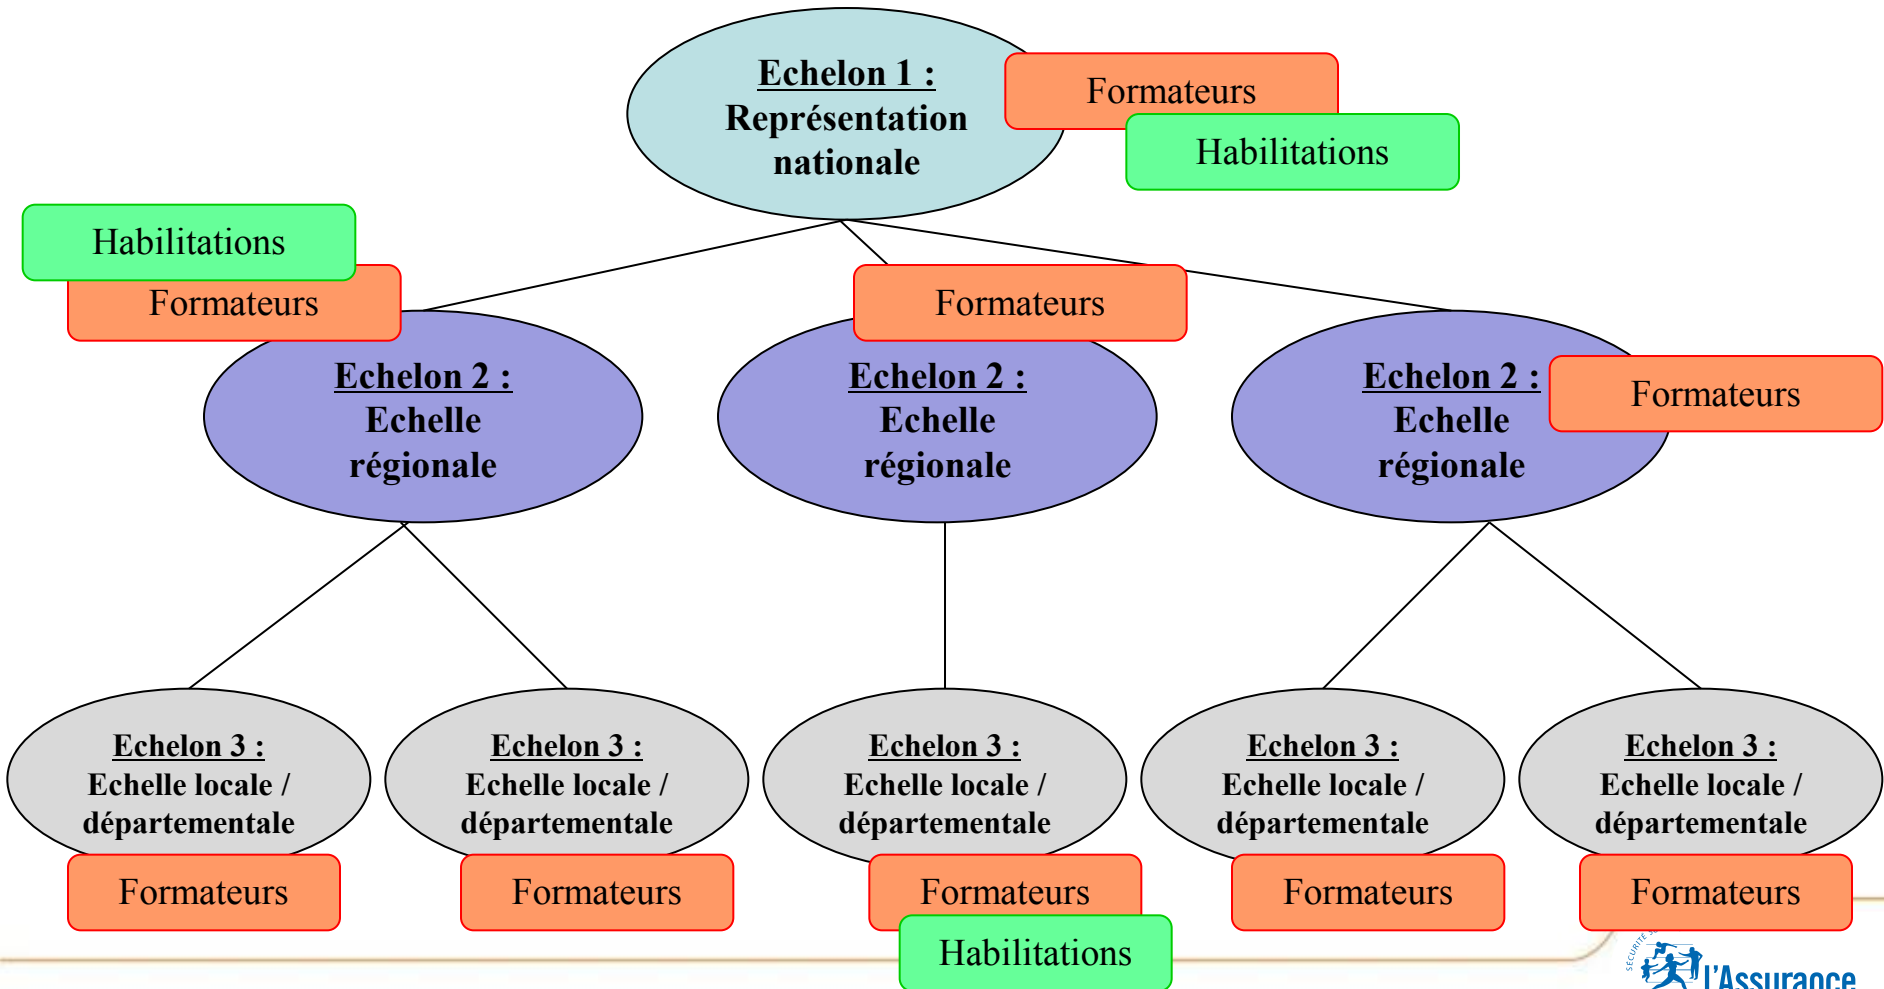 Echelon 1 :
Représentation
nationale
Formateurs
Habilitations
Habilitations
Formateurs
Formateurs
Echelon 2 :
Echelle
régionale
Echelon 2 :
Echelle
régionale
Echelon 2 :
Echelle
régionale
Formateurs
Echelon 3 :
Echelle locale /
départementale
Echelon 3 :
Echelle locale /
départementale
Echelon 3 :
Echelle locale /
départementale
Echelon 3 :
Echelle locale /
départementale
Echelon 3 :
Echelle locale /
départementale
Formateurs
Formateurs
Formateurs
Formateurs
Formateurs
Habilitations
SÉCURITÉ
l'Assurance